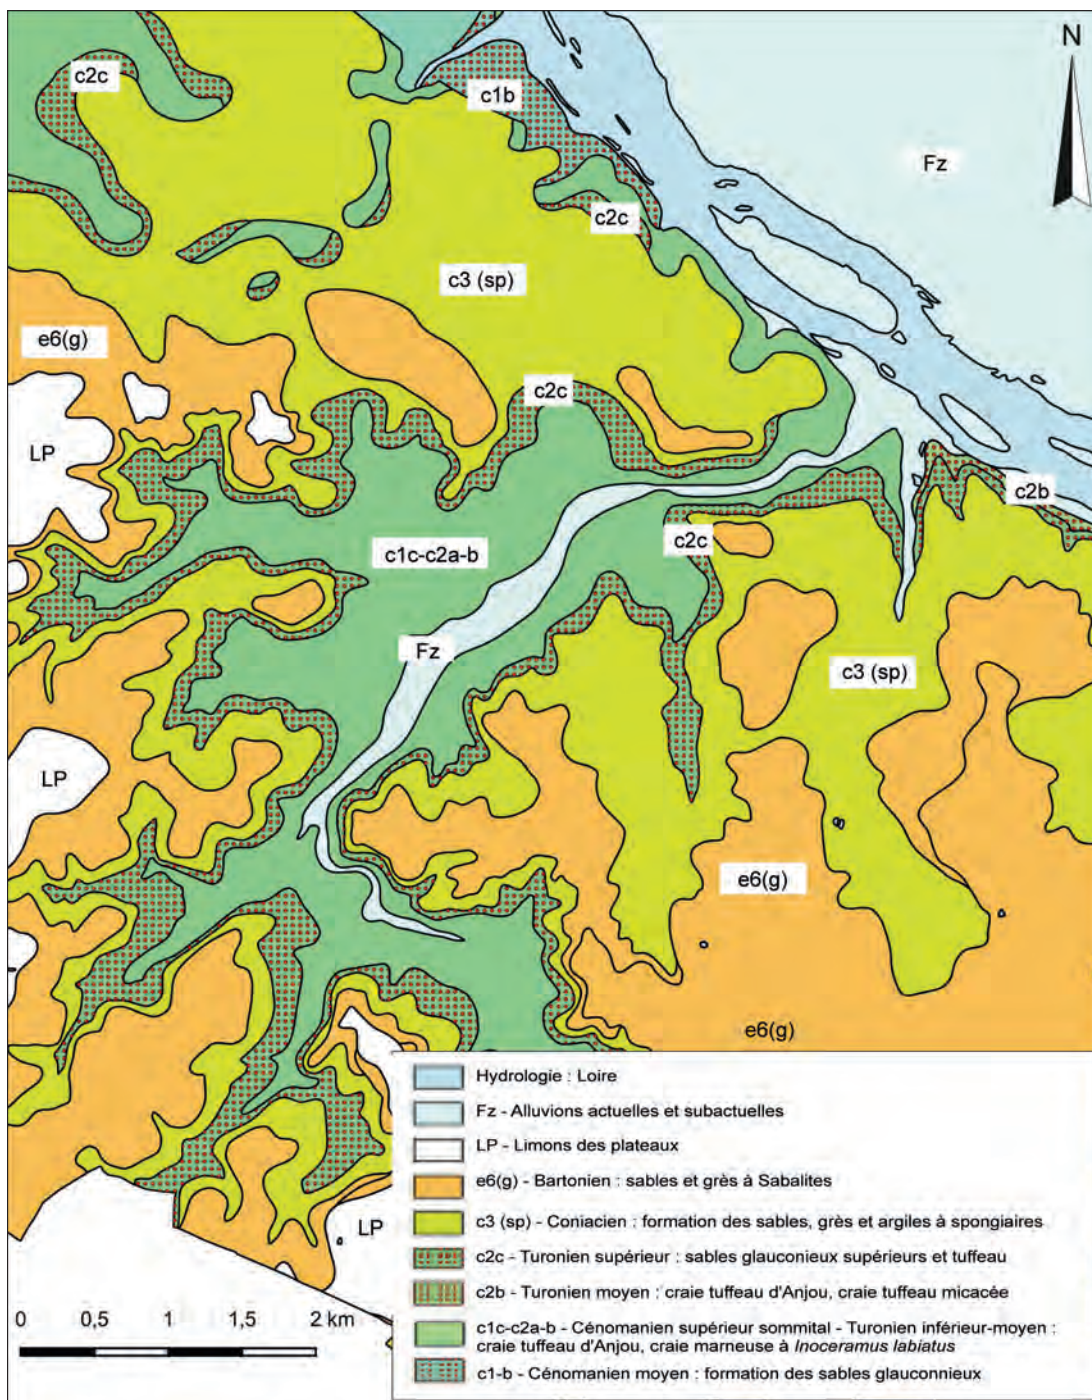 N
c2c
c1b
Fz
c2c
c3 (sp)
e6(g)
c2c
LP
c2b
c2c
c1c-c2a-b
Fz
c3 (sp)
LP
e6(g)
e6(g)
LP
Hydrologie : Loire
Fz - Alluvions actuelles et subactuelles
LP - Limons des plateaux
e6(g) - Bartonien : sables et grès à Sabalites
c3 (sp) - Coniacien : formation des sables, grès et argiles à spongiaires
c2c - Turonien supérieur : sables glauconieux supérieurs et tuffeau
c2b - Turonien moyen : craie tuffeau d'Anjou, craie tuffeau micacée
c1c-c2a-b - Cénomanien supérieur sommital - Turonien inférieur-moyen :
craie tuffeau d'Anjou, craie marneuse à Inoceramus labiatus
c1-b - Cénomanien moyen : formation des sables glauconnieux
0 0,5 1 1,5 2 km